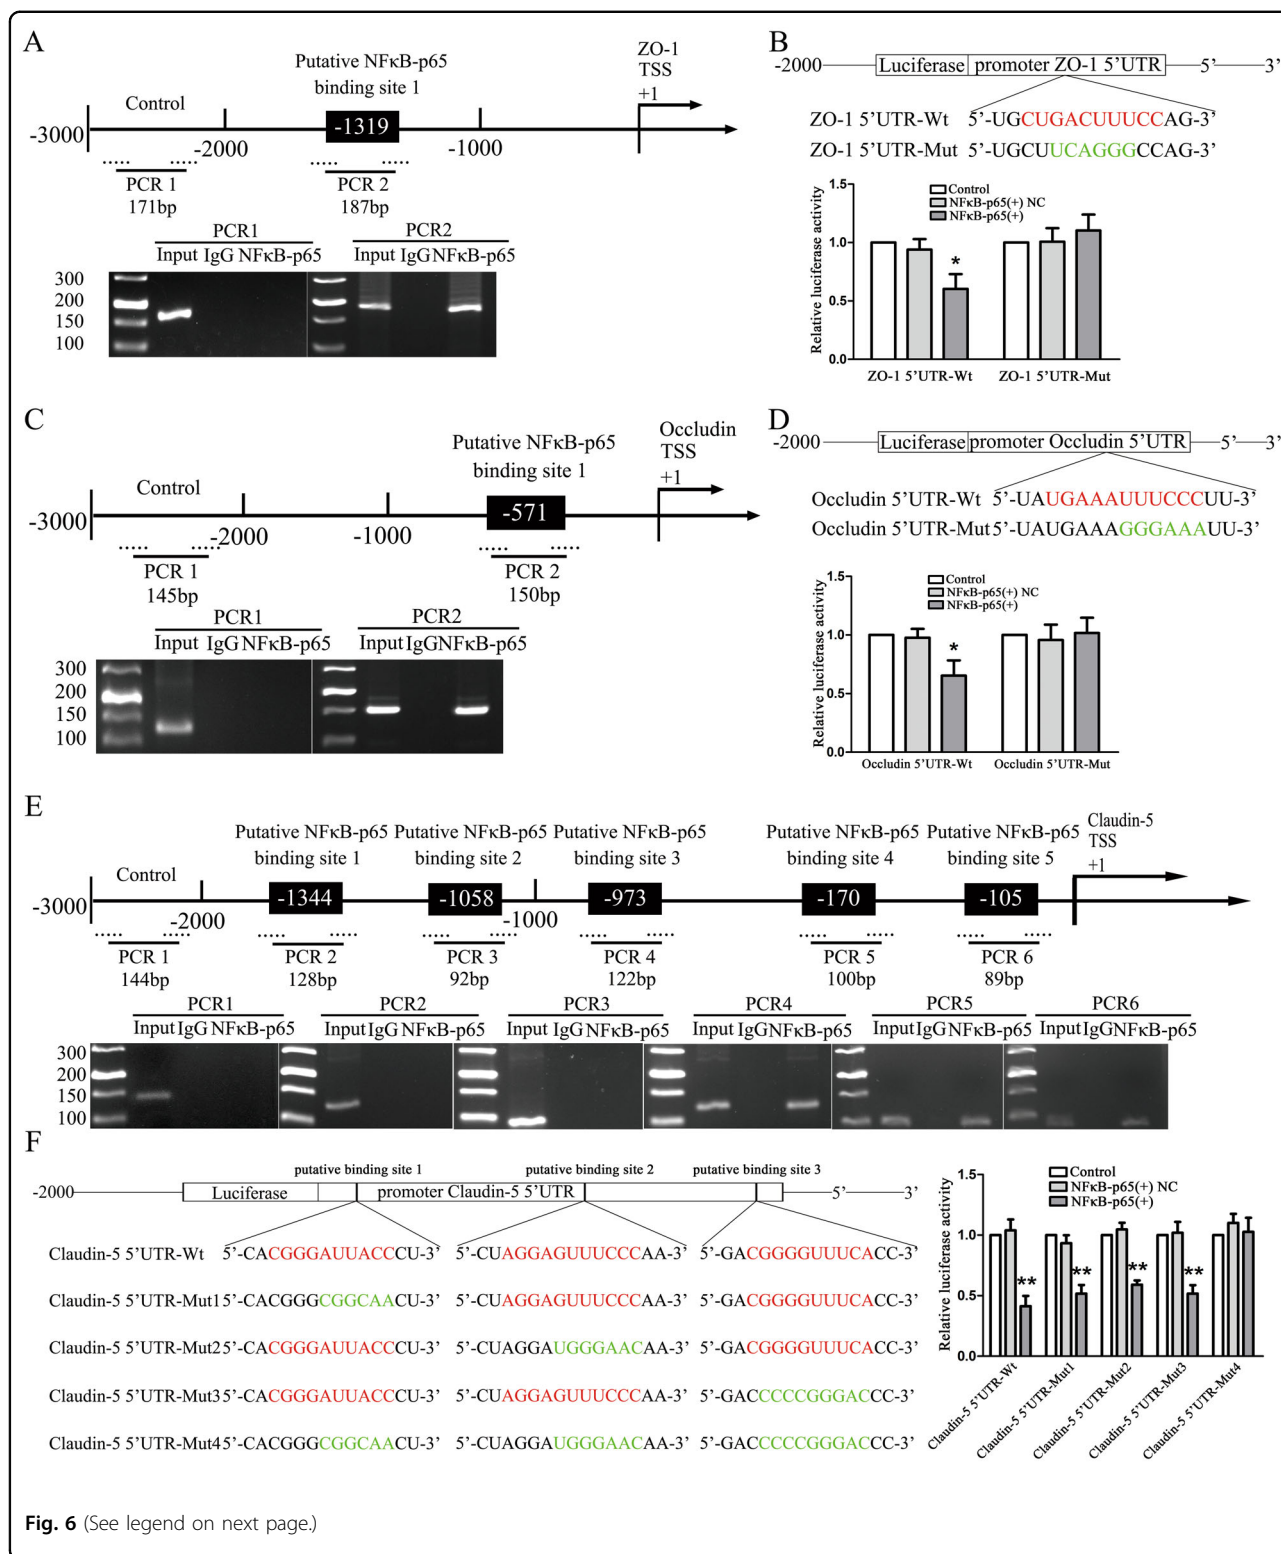 A
Putative NFκB-p65
binding site 1
ZO-1
TSS
+1
Control
-3000
-2000
-1319
-1000
PCR 1
171bp
PCR 2
187bp
PCR1
PCR2
Input IgG NFκB-p65
Input IgG NFκB-p65
300
200
150
100
B
-2000
Luciferase
promoter ZO-1 5’UTR
5’
3’
ZO-1 5’UTR-Wt 5’-UGCUGACUUUCCAG-3’
ZO-1 5’UTR-Mut 5’-UGCUUCAGGGCCAG-3’
Relative luciferase activity
1.5
1.0
0.5
0.0
Control
NFκB-p65(+) NC
NFκB-p65(+)
*
ZO-1 5’UTR-Wt
ZO-1 5’UTR-Mut
C
Putative NFκB-p65
binding site 1
Occludin
TSS
+1
Control
-3000
-2000
-1000
-571
PCR 1
145bp
PCR 2
150bp
PCR1
PCR2
Input IgG NFκB-p65
Input IgGNFκB-p65
300
200
150
100
D
-2000
Luciferase
promoter Occludin 5’UTR
5’
3’
Occludin 5’UTR-Wt 5’-UAUGAAAUUUCCCUU-3’
Occludin 5’UTR-Mut5’-UAUGAAAGGGAAAUU-3’
Relative luciferase activity
1.5
1.0
0.5
0.0
Control
NFκB-p65(+) NC
NFκB-p65(+)
*
Occludin 5’UTR-Wt
Occludin 5’UTR-Mut
E
Putative NFκB-p65
binding site 1
Putative NFκB-p65
binding site 2
Putative NFκB-p65
binding site 3
Putative NFκB-p65
binding site 4
Putative NFκB-p65
binding site 5
Claudin-5
TSS
+1
Control
-3000
-2000
-1344
-1058
-1000
-973
-170
-105
PCR 1
144bp
PCR 2
128bp
PCR 3
92bp
PCR 4
122bp
PCR 5
100bp
PCR 6
89bp
PCR1
PCR2
PCR3
PCR4
PCR5
PCR6
Input IgG NFκB-p65
Input IgG NFκB-p65
Input IgG NFκB-p65
Input IgG NFκB-p65
Input IgG NFκB-p65
Input IgG NFκB-p65
300
200
150
100
F
putative binding site 1
putative binding site 2
putative binding site 3
-2000
Luciferase
promoter Claudin-5 5’UTR
5’
3’
Claudin-5 5’UTR-Wt 5’-CACGGGAUUACCCU-3’ 5’-CUAGGAGUUUCCCAA-3’ 5’-GACGGGGUUUCACC-3’
Claudin-5 5’UTR-Mut15’-CACGGGCGGCAACU-3’ 5’-CUAGGAGUUUCCCAA-3’ 5’-GACGGGGUUUCACC-3’
Claudin-5 5’UTR-Mut25’-CACGGGAUUACCCU-3’ 5’-CUAGGAUGGGAACAA-3’ 5’-GACGGGGUUUCACC-3’
Claudin-5 5’UTR-Mut35’-CACGGGAUUACCCU-3’ 5’-CUAGGAGUUUCCCAA-3’ 5’-GACCCCCGGGACCC-3’
Claudin-5 5’UTR-Mut45’-CACGGGCGGCAACU-3’ 5’-CUAGGAUGGGAACAA-3’ 5’-GACCCCCGGGACCC-3’
Relative luciferase activity
1.5
1.0
0.5
0.0
Control
NFκB-p65(+) NC
NFκB-p65(+)
**
**
**
**
Claudin-5 5’UTR-Wt
Claudin-5 5’UTR-Mut1
Claudin-5 5’UTR-Mut2
Claudin-5 5’UTR-Mut3
Claudin-5 5’UTR-Mut4
Fig. 6 (See legend on next page.)